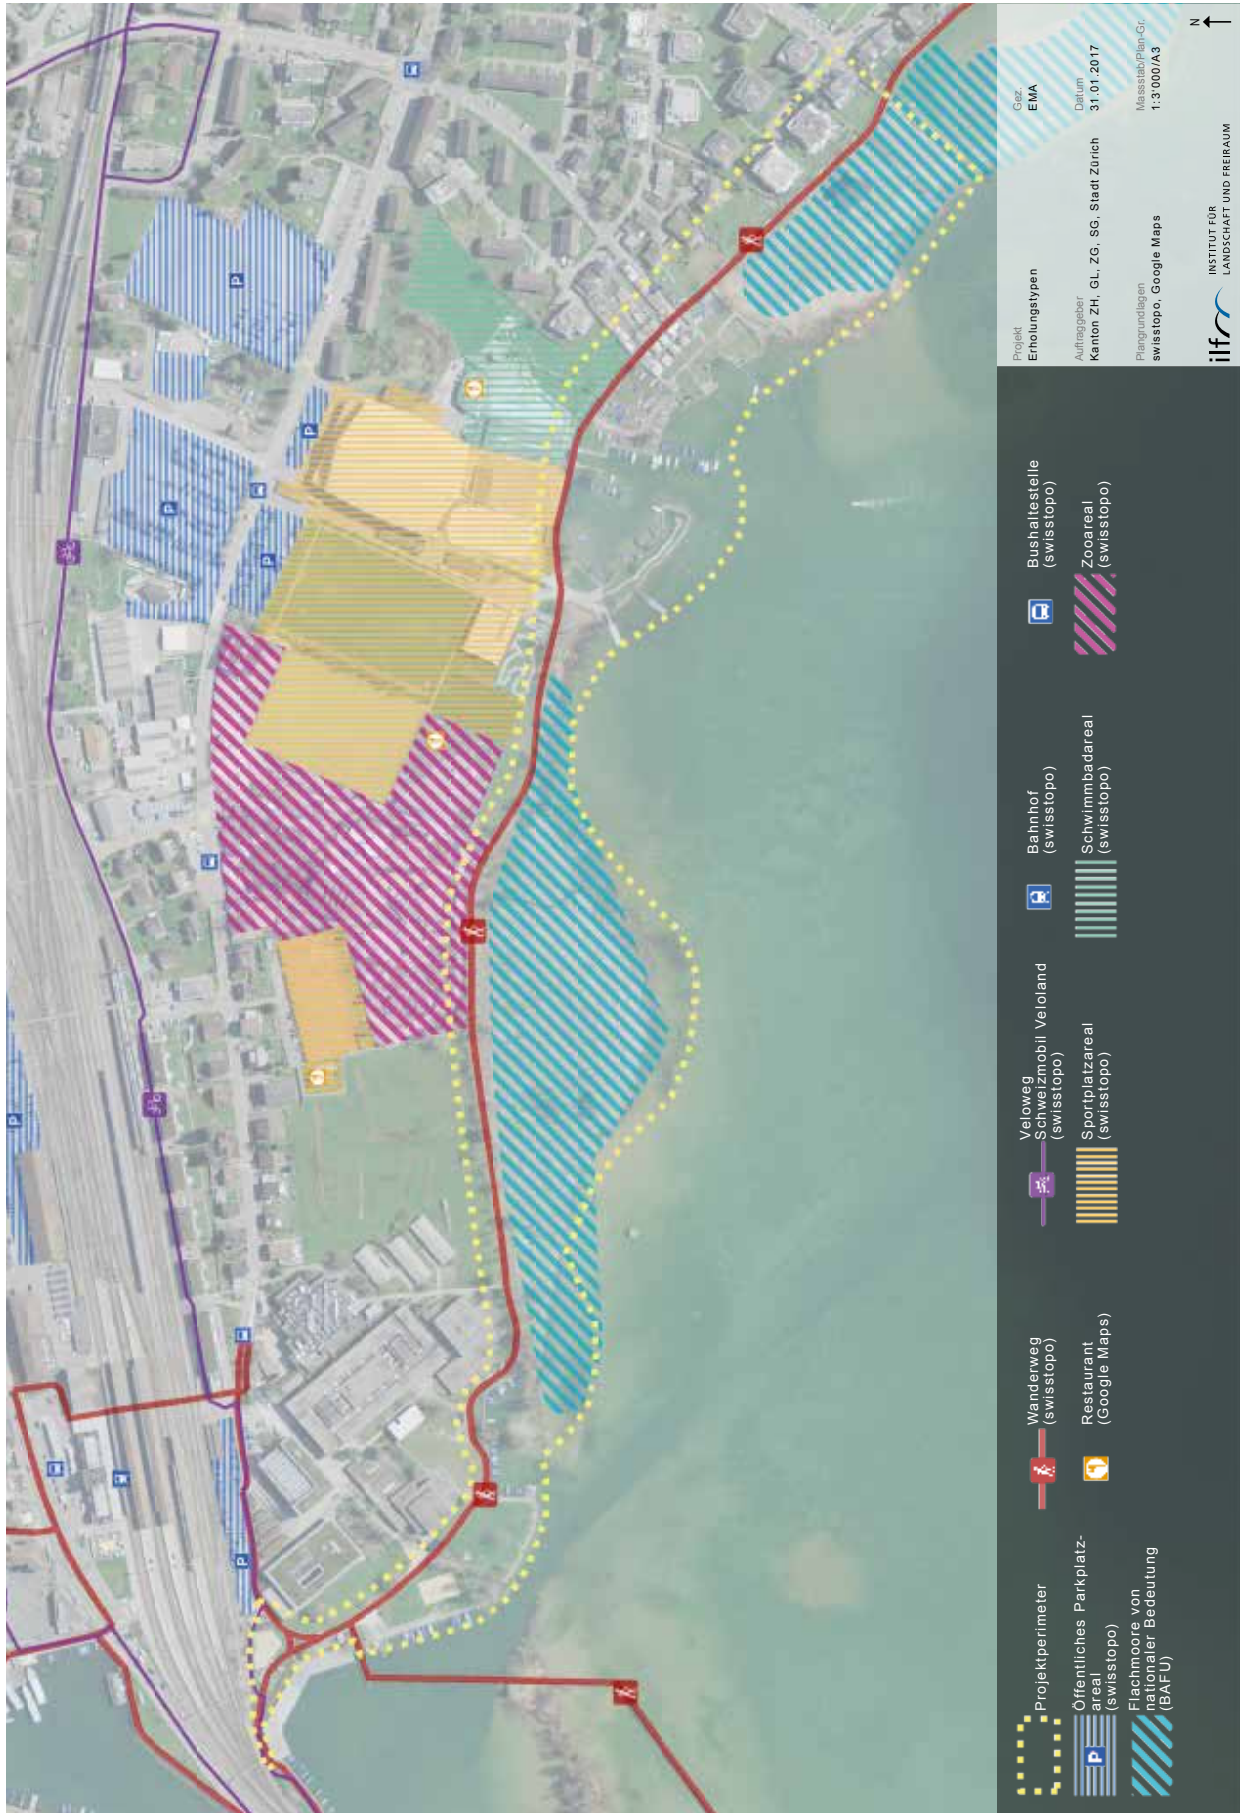 Projektperimeter
Öffentliches Parkplatz-
areal
(swisstopo)
Flachmoore von
nationaler Bedeutung
(BAFU)
Wanderweg
(swisstopo)
Restaurant
(Google Maps)
Veloweg
Schweizmobil Veloland
(swisstopo)
Sportplatzareal
(swisstopo)
Bahnhof
(swisstopo)
Schwimmbadareal
(swisstopo)
Bushaltestelle
(swisstopo)
Zooareal
(swisstopo)
Projekt
Erholungstypen
Gez.
EMA
Auftraggeber
Kanton ZH, GL, ZG, SG, Stadt Zürich
Datum
31.01.2017
Plangrundlagen
swisstopo, Google Maps
Massstab/Plan-Gr.
1:3'000/A3
ilf
INSTITUT FÜR
LANDSCHAFT UND FREIRAUM
N
P
P
P
P
P
P
P